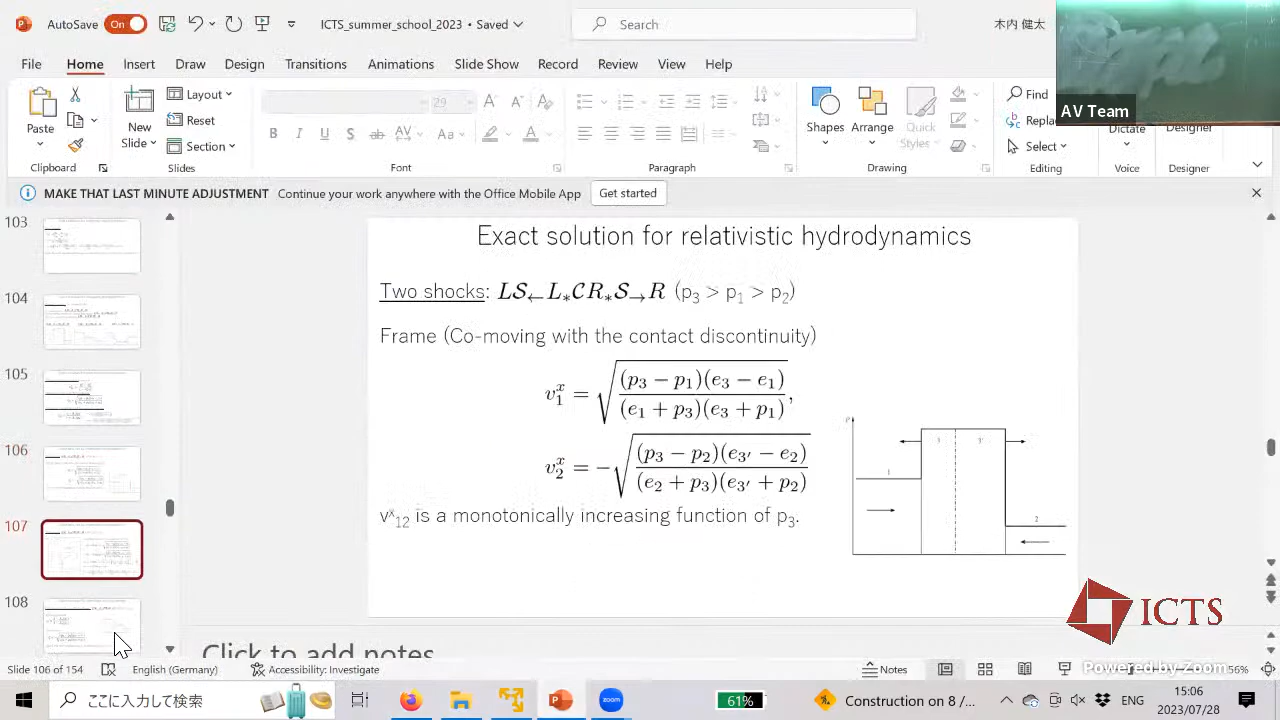 AutoSave On ICTS_summer_school_2023 • Saved Search 木内 健太
File Home Insert Draw Design Transitions Animations Slide Show Record Review View Help
AV Team
Paste New Slide Layout Reset Section Shapes Arrange Quick Styles Find Select Dictate Designer
Clipboard Slides Font Paragraph Drawing Editing Voice Designer
MAKE THAT LAST MINUTE ADJUSTMENT Continue your work anywhere with the Office Mobile App Get started
103
104
105
106
107
108
Exact solution for relativistic hydrodynamics
Two shocks: LS←L*CR*S→R (p3 > p1 > p2)
Frame (Co-moving with the contact discontinuity)
v_1^x = √((p3 − p1)(e3 − e1) / (e1 + p3)(e3 + p1)),
v_2^x = −√((p3 − p2)(e3′ − e2) / (e2 + p3)(e3′ + p2))
v^x_12 is a monotonically increasing function of p3.
1
2
ICTS
Click to add notes
Powered by Zoom
Slide 106 of 154 English (Germany) Accessibility: Investigate Notes 56%
ここに入力して検索 zoom 61% Construction on 8 /... ENG 15:06
2023/07/28